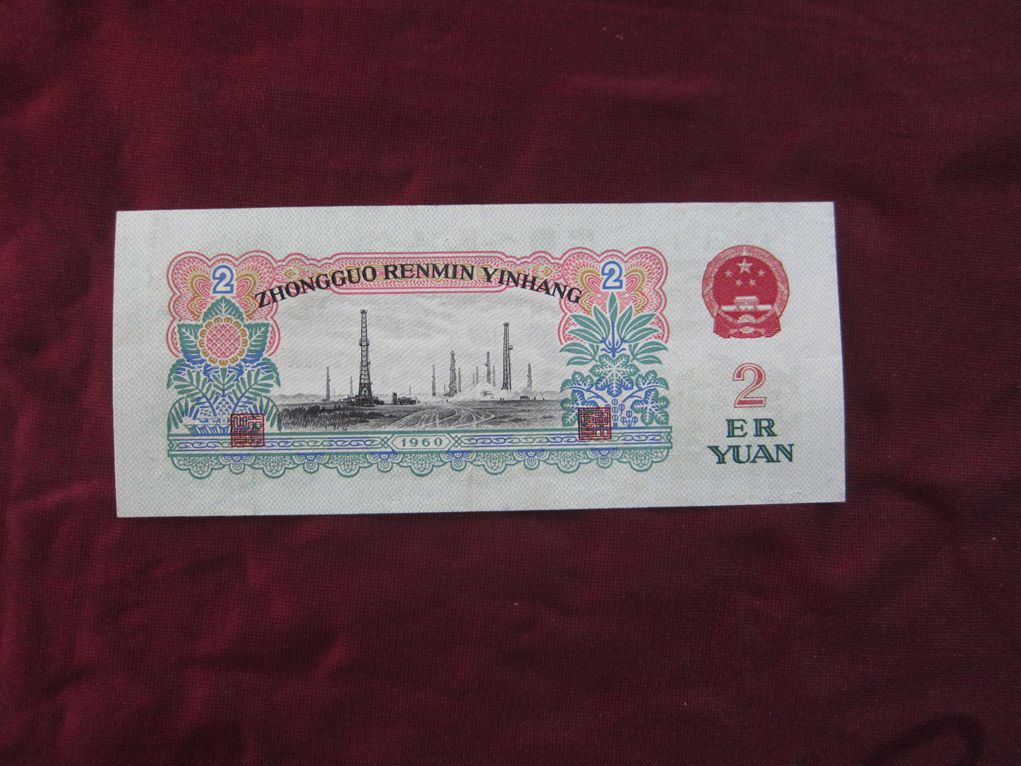 2
2
ZHONGGUO RENMIN YINHANG
1960
2
ER
YUAN